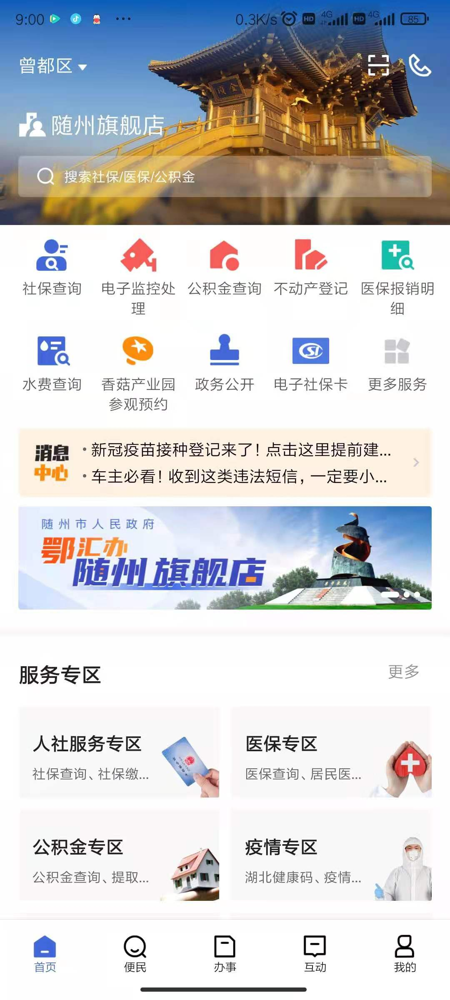 9:00
0.3K/s
HD
4G
HD
4G
85
曾都区
金頂
随州旗舰店
搜索社保/医保/公积金
社保查询
电子监控处理
公积金查询
不动产登记
医保报销明细
水费查询
香菇产业园参观预约
政务公开
电子社保卡
更多服务
消息
中心
·新冠疫苗接种登记来了！点击这里提前建...
·车主必看！收到这类违法短信，一定要小...
随州市人民政府
鄂汇办
随州旗舰店
服务专区
更多
人社服务专区
社保查询、社保缴...
医保专区
医保查询、居民医...
公积金专区
公积金查询、提取...
疫情专区
湖北健康码、疫情...
首页
便民
办事
互动
我的